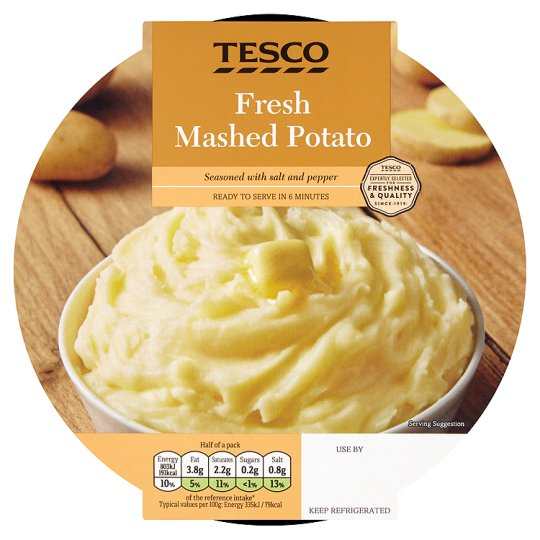 TESCO
Fresh
Mashed Potato
Seasoned with salt and pepper
READY TO SERVE IN 6 MINUTES
TESCO
EXPERTLY SELECTED
FOR
FRESHNESS
& QUALITY
SINCE 1919
Serving Suggestion
Half of a pack
Energy Fat Saturates Sugars Salt
803kJ
191kcal 3.8g 2.2g 0.2g 0.8g
10% 5% 11% <1% 13%
of the reference intake*
Typical values per 100g: Energy 335kJ / 79kcal
USE BY
KEEP REFRIGERATED